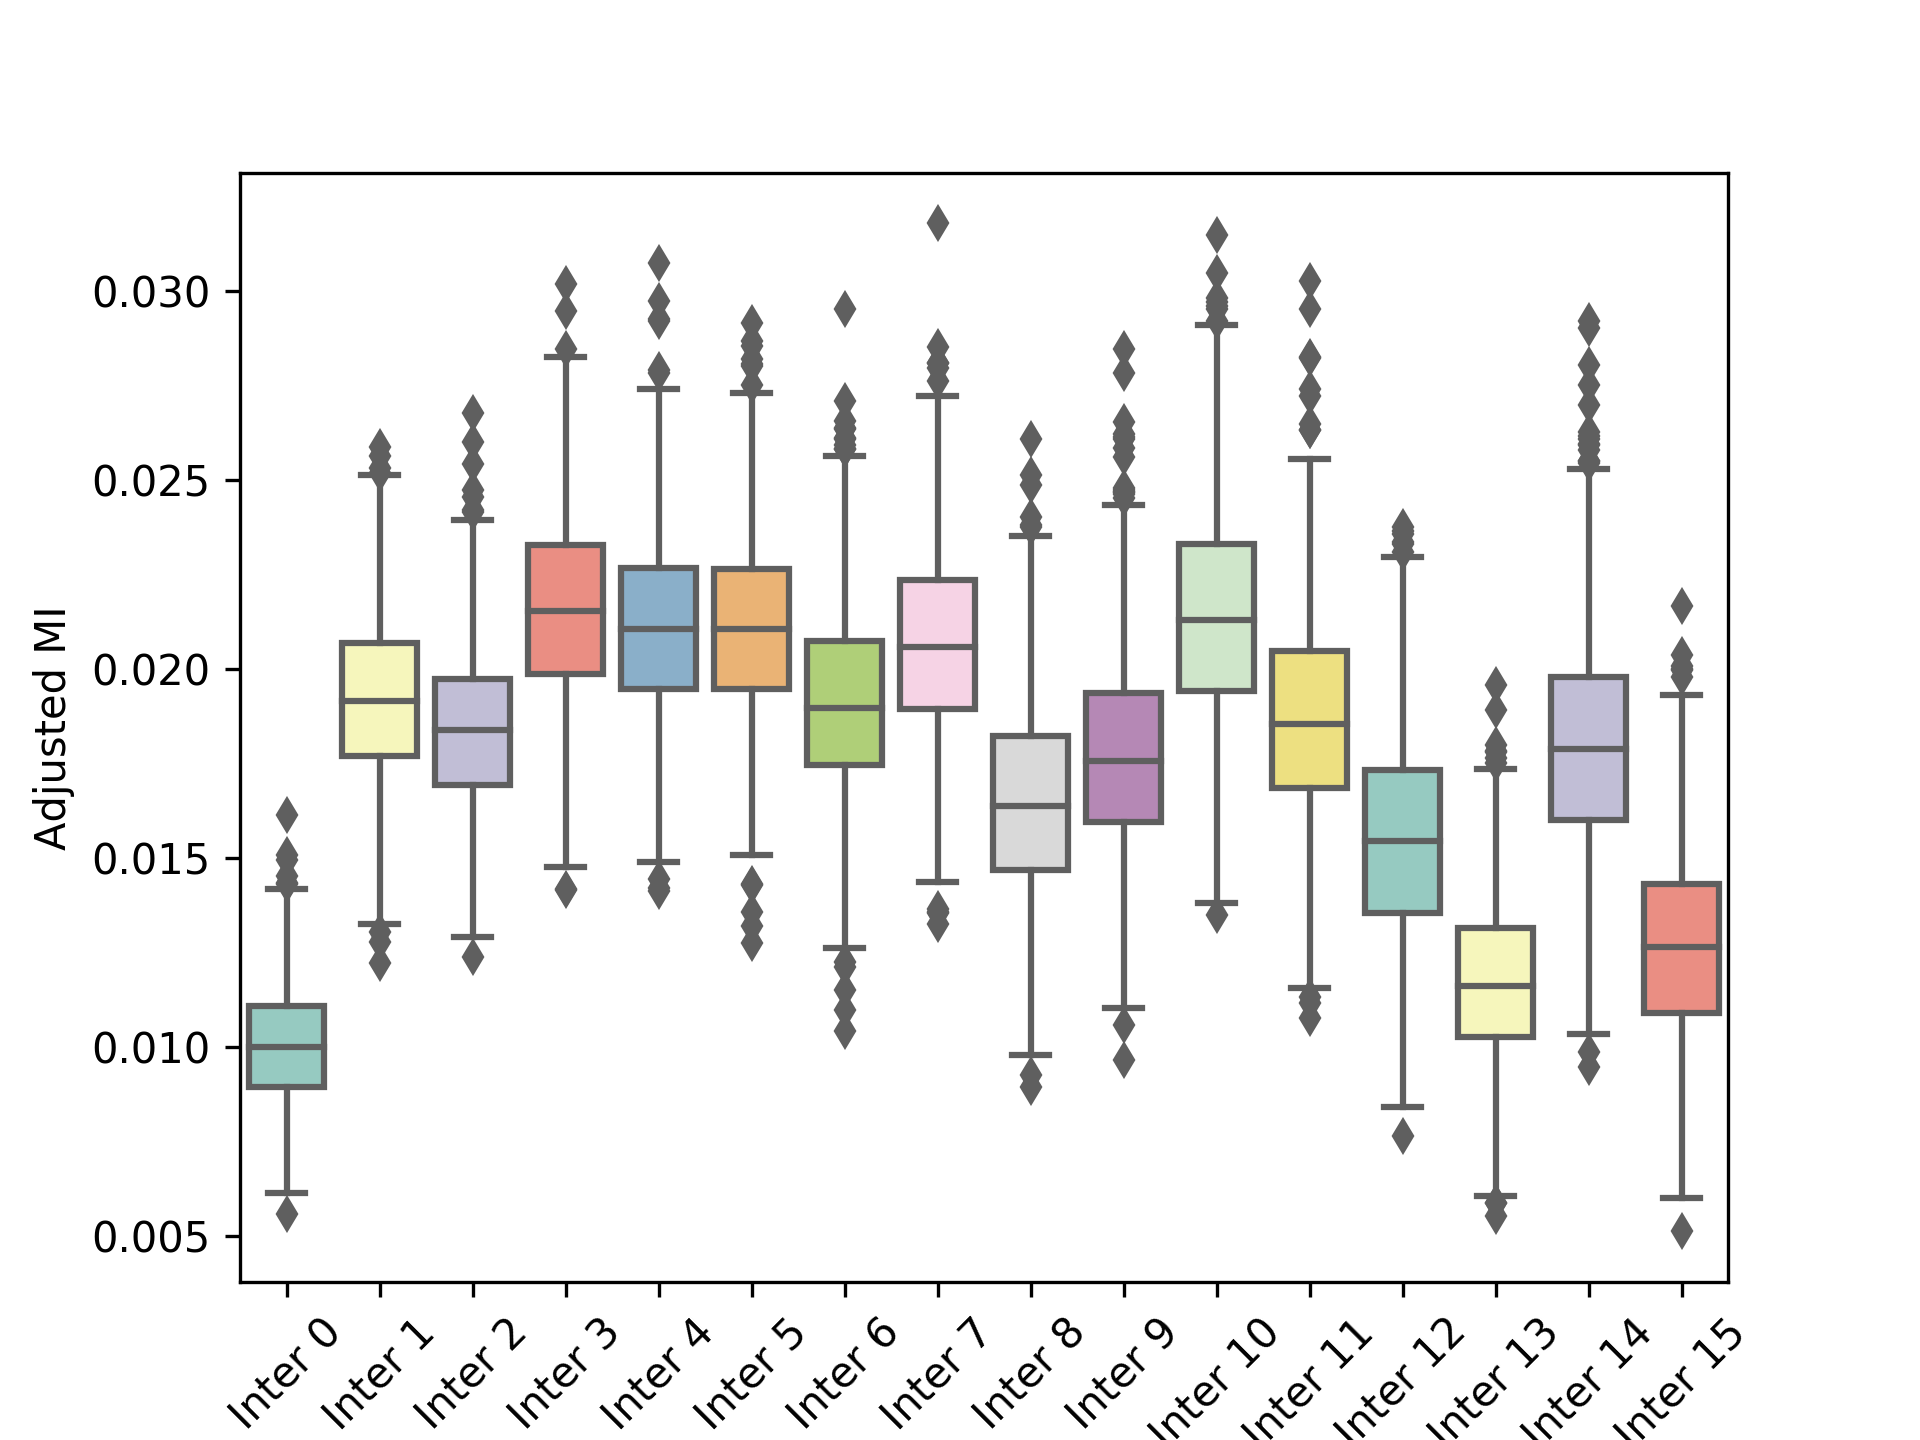 Adjusted MI
0.030
0.025
0.020
0.015
0.010
0.005
Inter 0
Inter 1
Inter 2
Inter 3
Inter 4
Inter 5
Inter 6
Inter 7
Inter 8
Inter 9
Inter 10
Inter 11
Inter 12
Inter 13
Inter 14
Inter 15